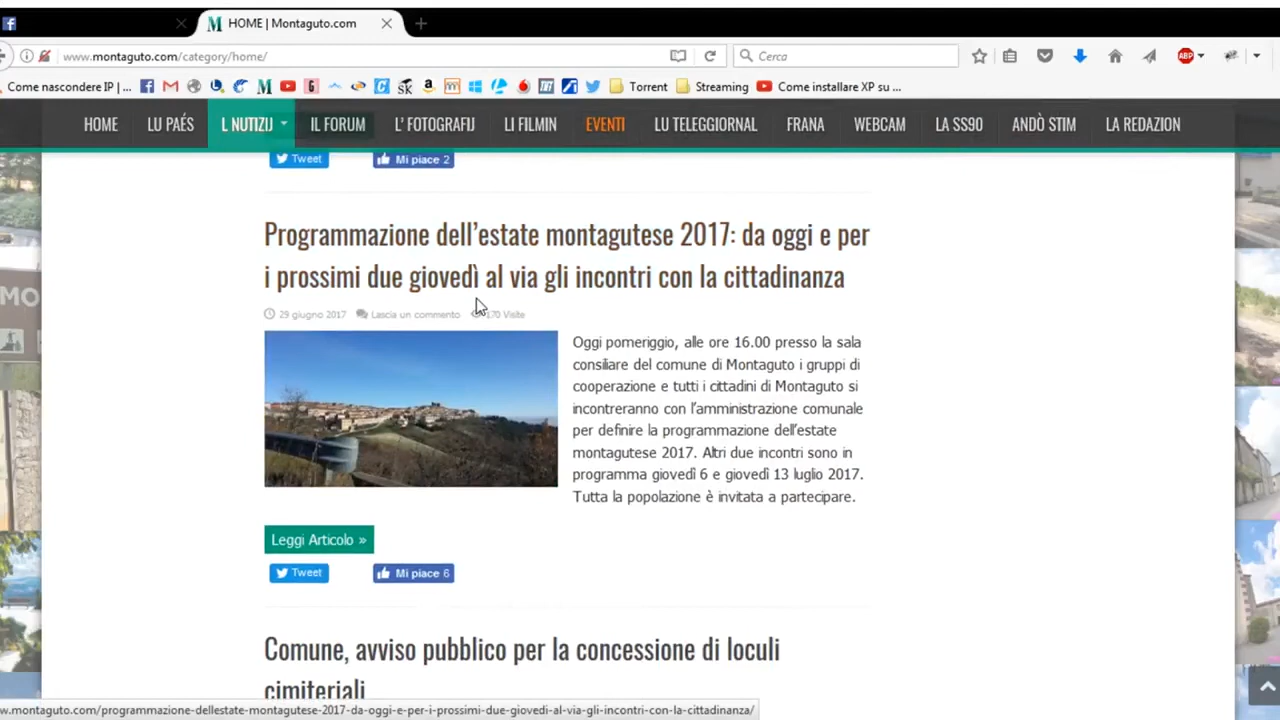 HOME | Montaguto.com
www.montaguto.com/category/home/
Cerca
ABP
Come nascondere IP | ...
Torrent
Streaming
Come installare XP su ...
HOME
LU PAÉS
L NUTIZIJ
IL FORUM
L' FOTOGRAFIJ
LI FILMIN
EVENTI
LU TELEGGIORNAL
FRANA
WEBCAM
LA SS90
ANDÒ STIM
LA REDAZION
Tweet
Mi piace 2
Programmazione dell'estate montagutese 2017: da oggi e per
i prossimi due giovedì al via gli incontri con la cittadinanza
29 giugno 2017
Lascia un commento
Visite
Oggi pomeriggio, alle ore 16.00 presso la sala
consiliare del comune di Montaguto i gruppi di
cooperazione e tutti i cittadini di Montaguto si
incontreranno con l'amministrazione comunale
per definire la programmazione dell'estate
montagutese 2017. Altri due incontri sono in
programma giovedì 6 e giovedì 13 luglio 2017.
Tutta la popolazione è invitata a partecipare.
Leggi Articolo »
Tweet
Mi piace 6
Comune, avviso pubblico per la concessione di loculi
cimiteriali
w.montaguto.com/programmazione-dellestate-montagutese-2017-da-oggi-e-per-i-prossimi-due-giovedi-al-via-gli-incontri-con-la-cittadinanza/